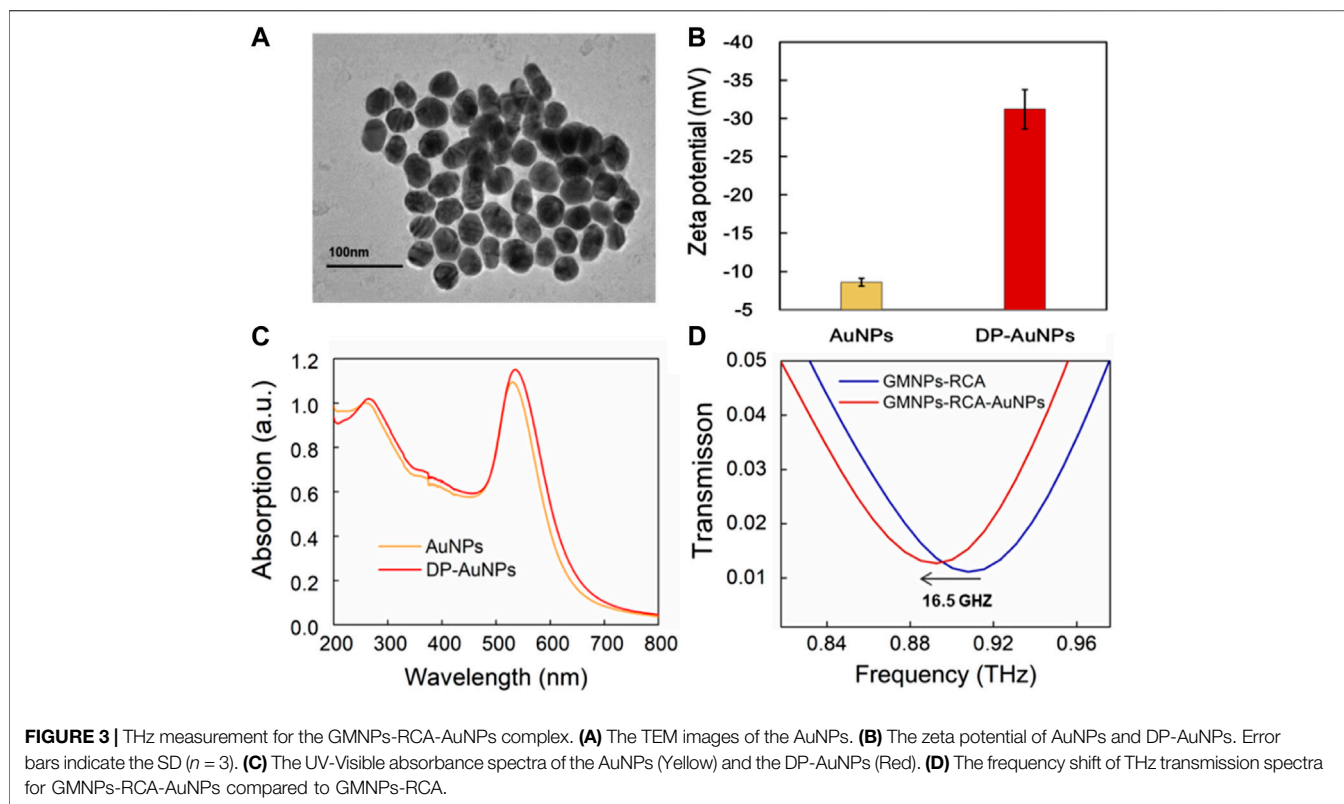 A
100nm
B
Zeta potential (mV)
-40
-35
-30
-25
-20
-15
-10
-5
AuNPs
DP-AuNPs
C
Absorption (a.u.)
1.2
1.0
0.8
0.6
0.4
0.2
0.0
AuNPs
DP-AuNPs
200 300 400 500 600 700 800
Wavelength (nm)
D
Transmisson
0.05
0.04
0.03
0.02
0.01
GMNPs-RCA
GMNPs-RCA-AuNPs
16.5 GHZ
0.84 0.88 0.92 0.96
Frequency (THz)
FIGURE 3 | THz measurement for the GMNPs-RCA-AuNPs complex. (A) The TEM images of the AuNPs. (B) The zeta potential of AuNPs and DP-AuNPs. Error
bars indicate the SD (n = 3). (C) The UV-Visible absorbance spectra of the AuNPs (Yellow) and the DP-AuNPs (Red). (D) The frequency shift of THz transmission spectra
for GMNPs-RCA-AuNPs compared to GMNPs-RCA.